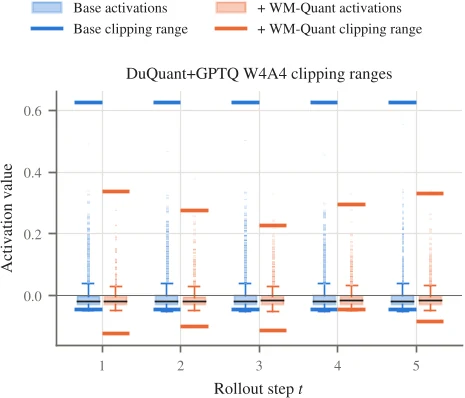 Base activations
+ WM-Quant activations
Base clipping range
+ WM-Quant clipping range
DuQuant+GPTQ W4A4 clipping ranges
Activation value
0.6
0.4
0.2
0.0
1 2 3 4 5
Rollout step t